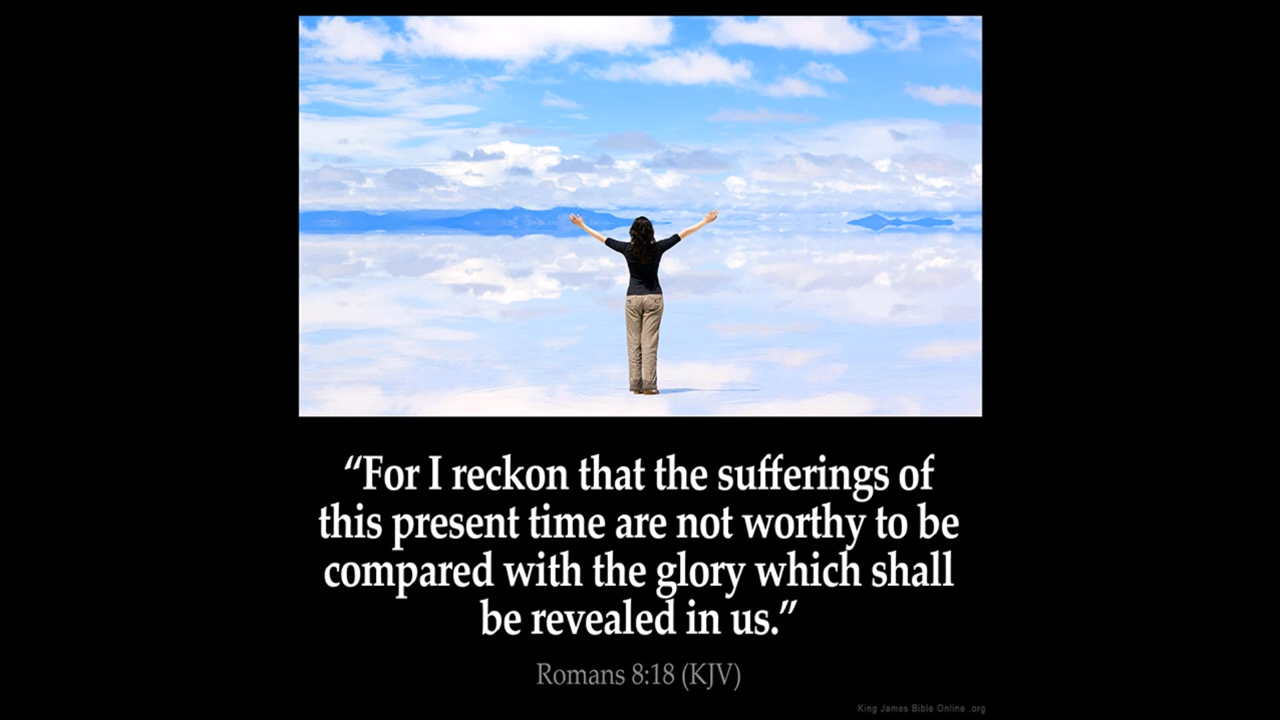 “For I reckon that the sufferings of
this present time are not worthy to be
compared with the glory which shall
be revealed in us.”
Romans 8:18 (KJV)
King James Bible Online .org